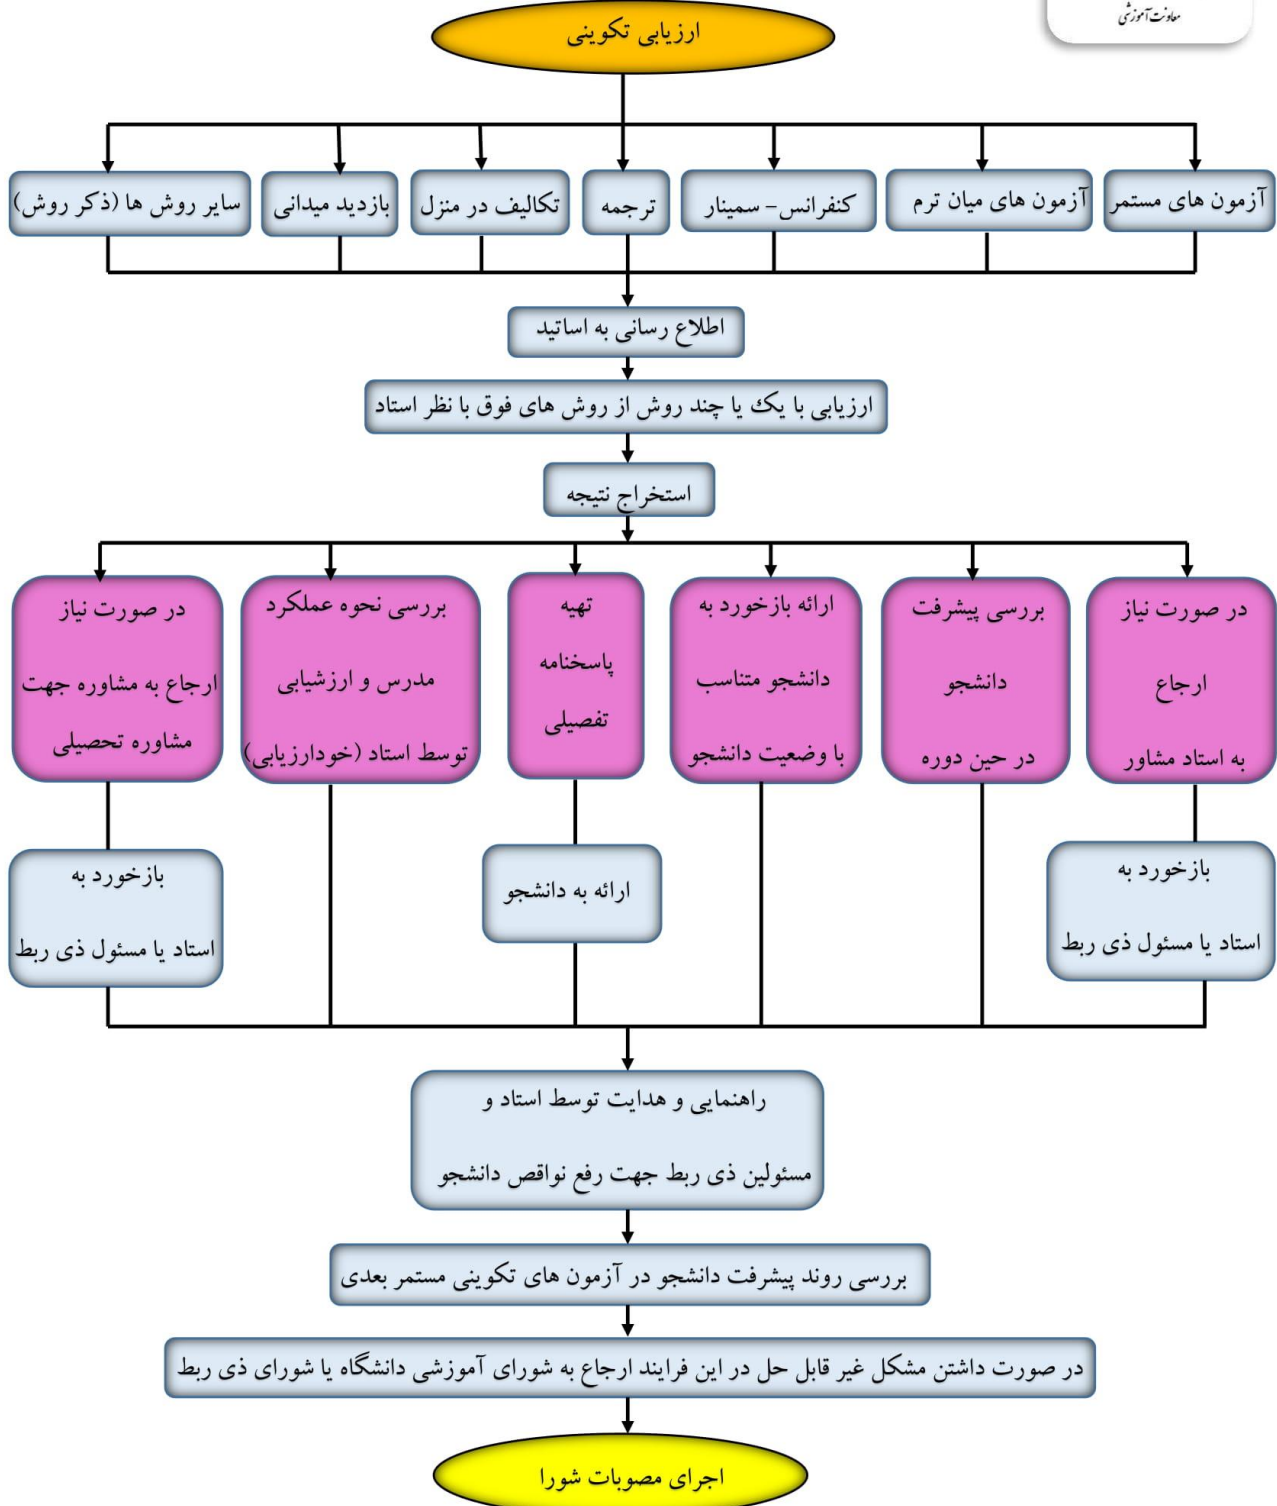 معاونت آموزشی
ارزیابی تکوینی
آزمون های مستمر
آزمون های میان ترم
کنفرانس- سمینار
ترجمه
تکالیف در منزل
بازدید میدانی
سایر روش ها (ذکر روش)
اطلاع رسانی به اساتید
ارزیابی با یک یا چند روش از روش های فوق با نظر استاد
استخراج نتیجه
در صورت نیاز
ارجاع
به استاد مشاور
بررسی پیشرفت
دانشجو
در حین دوره
ارائه بازخورد به
دانشجو متناسب
با وضعیت دانشجو
تهیه
پاسخنامه
تفصیلی
بررسی نحوه عملکرد
مدرس و ارزشیابی
توسط استاد (خودارزیابی)
در صورت نیاز
ارجاع به مشاوره جهت
مشاوره تحصیلی
بازخورد به
استاد یا مسئول ذی ربط
ارائه به دانشجو
بازخورد به
استاد یا مسئول ذی ربط
راهنمایی و هدایت توسط استاد و
مسئولین ذی ربط جهت رفع نواقص دانشجو
بررسی روند پیشرفت دانشجو در آزمون های تکوینی مستمر بعدی
در صورت داشتن مشکل غیر قابل حل در این فرایند ارجاع به شورای آموزشی دانشگاه یا شورای ذی ربط
اجرای مصوبات شورا